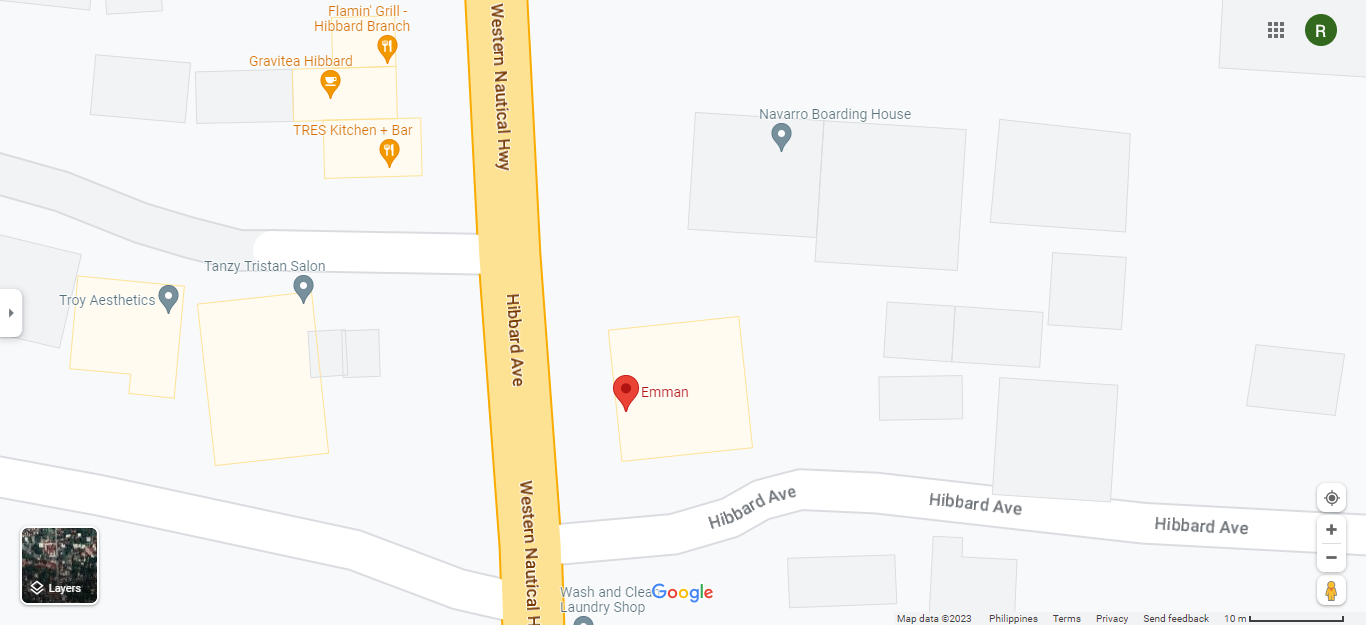 Flamin' Grill -
Hibbard Branch
Gravitea Hibbard
TRES Kitchen + Bar
Western Nautical Hwy
Navarro Boarding House
R
Tanzy Tristan Salon
Troy Aesthetics
Hibbard Ave
Emman
Hibbard Ave
Hibbard Ave
Hibbard Ave
Western Nautical H
Wash and Clea
Laundry Shop
Google
Layers
Map data ©2023 Philippines Terms Privacy Send feedback 10 m